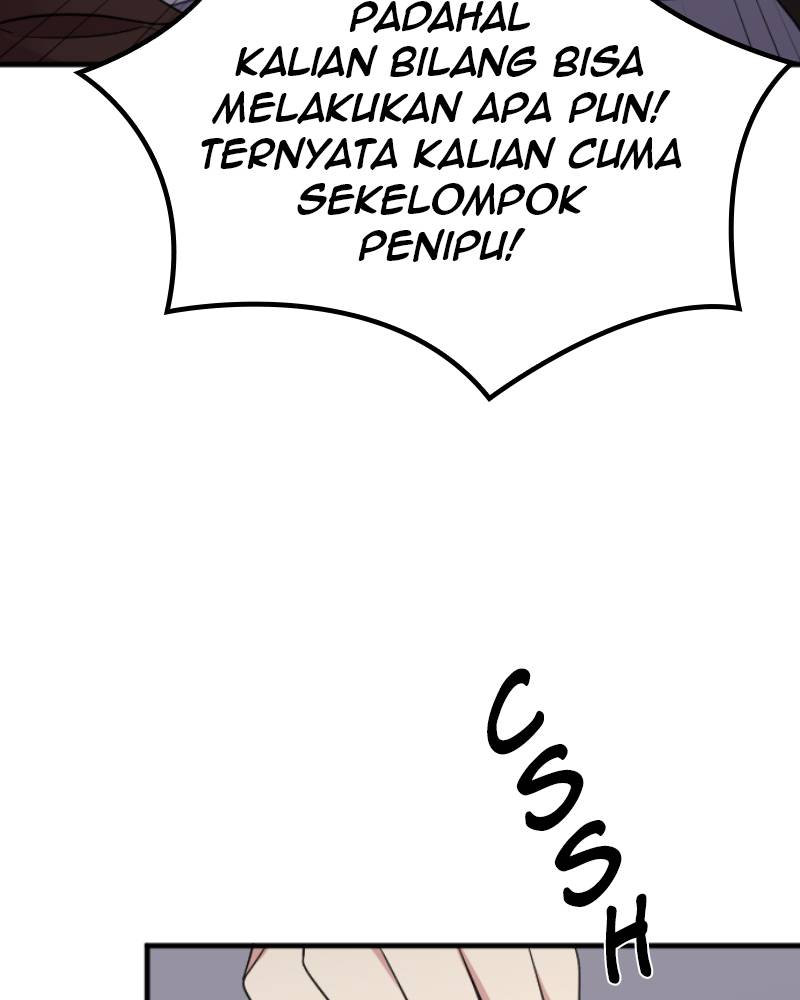 PADAHAL
KALIAN BILANG BISA
MELAKUKAN APA PUN!
TERNYATA KALIAN CUMA
SEKELOMPOK
PENIPU!
CSSH